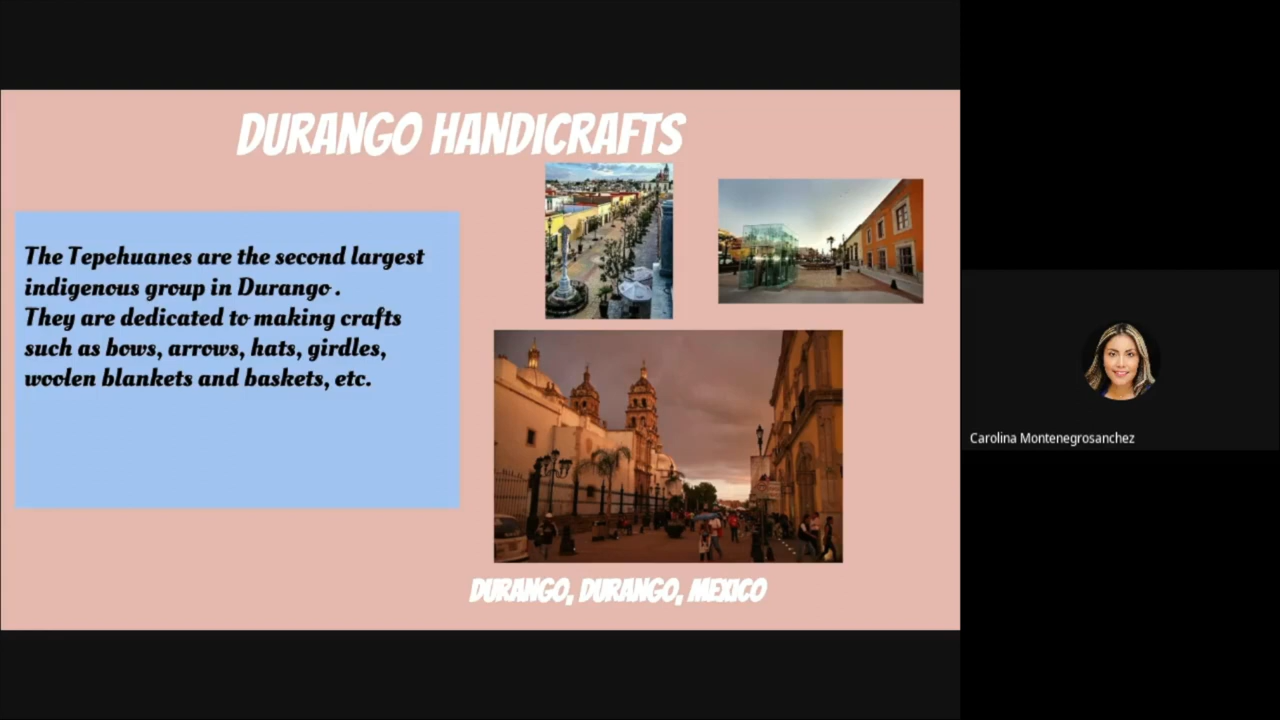 DURANGO HANDICRAFTS
The Tepehuanes are the second largest
indigenous group in Durango .
They are dedicated to making crafts
such as bows, arrows, hats, girdles,
woolen blankets and baskets, etc.
DURANGO, DURANGO, MEXICO
Carolina Montenegrosanchez